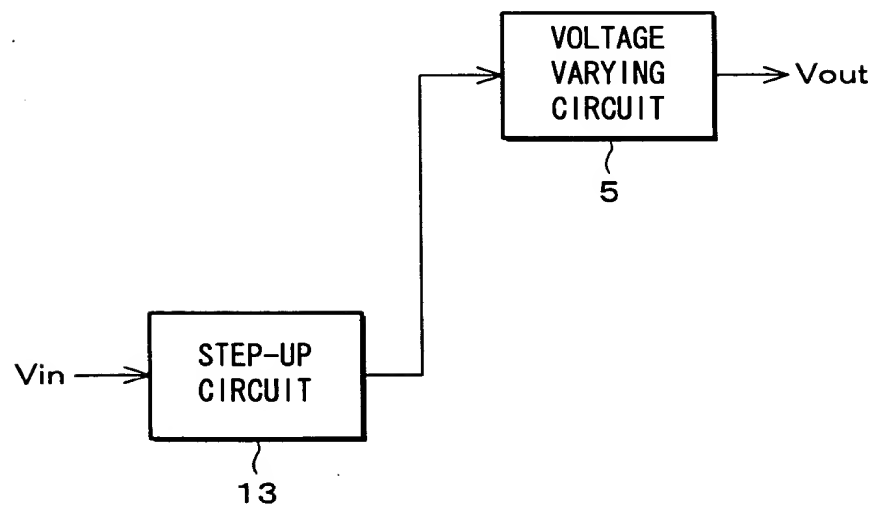 VOLTAGE
VARYING
CIRCUIT
Vout
5
STEP-UP
CIRCUIT
Vin
13